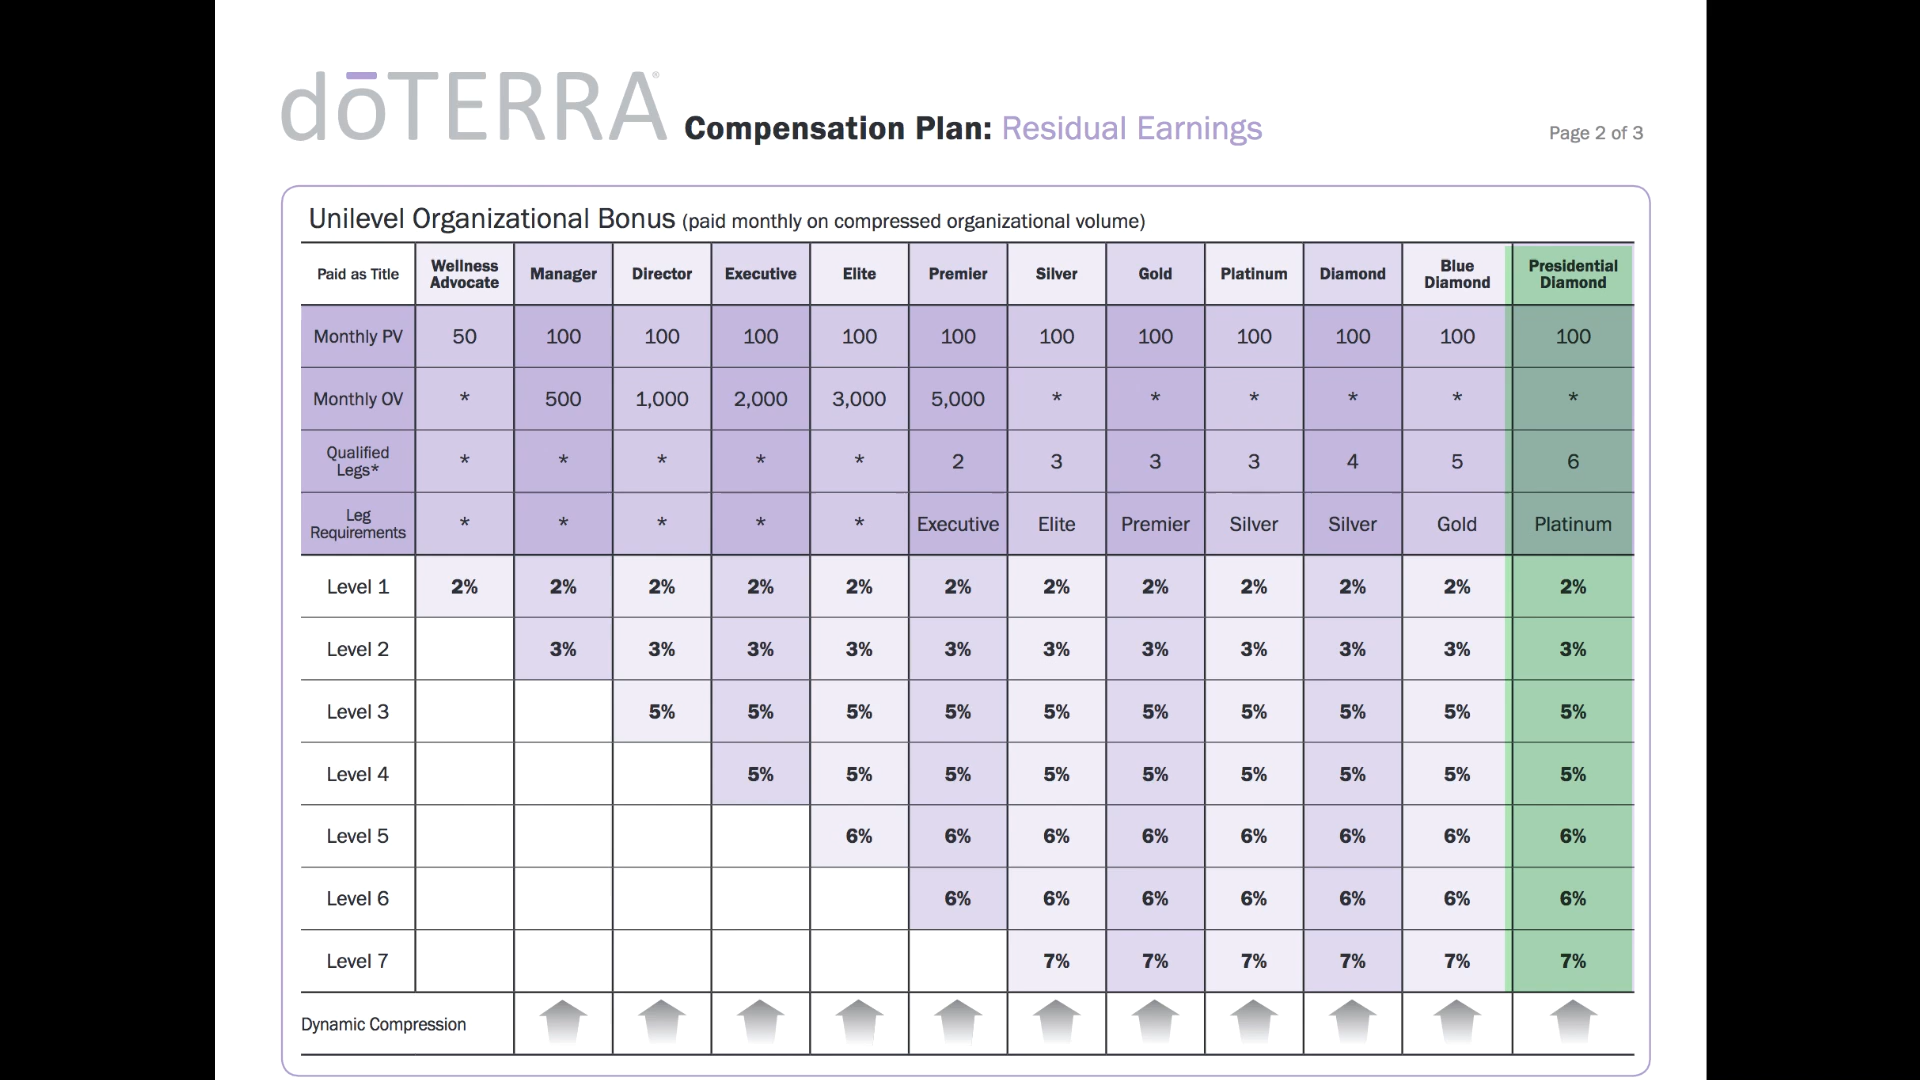 dōTERRA® Compensation Plan: Residual Earnings Page 2 of 3
Unilevel Organizational Bonus (paid monthly on compressed organizational volume)
Paid as Title Wellness Advocate Manager Director Executive Elite Premier Silver Gold Platinum Diamond Blue Diamond Presidential Diamond
Monthly PV 50 100 100 100 100 100 100 100 100 100 100 100
Monthly OV * 500 1,000 2,000 3,000 5,000 * * * * * *
Qualified Legs* * * * * * 2 3 3 3 4 5 6
Leg Requirements * * * * * Executive Elite Premier Silver Silver Gold Platinum
Level 1 2% 2% 2% 2% 2% 2% 2% 2% 2% 2% 2% 2%
Level 2 3% 3% 3% 3% 3% 3% 3% 3% 3% 3% 3%
Level 3 5% 5% 5% 5% 5% 5% 5% 5% 5% 5%
Level 4 5% 5% 5% 5% 5% 5% 5% 5% 5%
Level 5 6% 6% 6% 6% 6% 6% 6% 6%
Level 6 6% 6% 6% 6% 6% 6% 6%
Level 7 7% 7% 7% 7% 7% 7%
Dynamic Compression